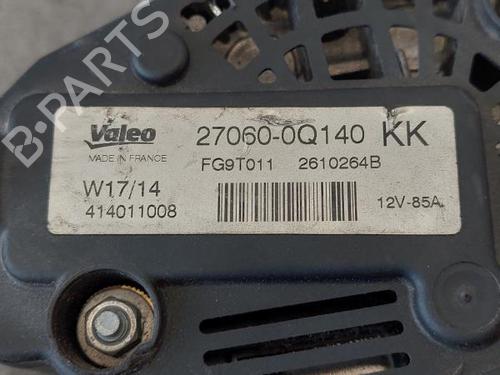 Valeo 27060-0Q140 KK
MADE IN FRANCE FG9T011 2610264B
W17/14
414011008 12V-85A
B-PARTS